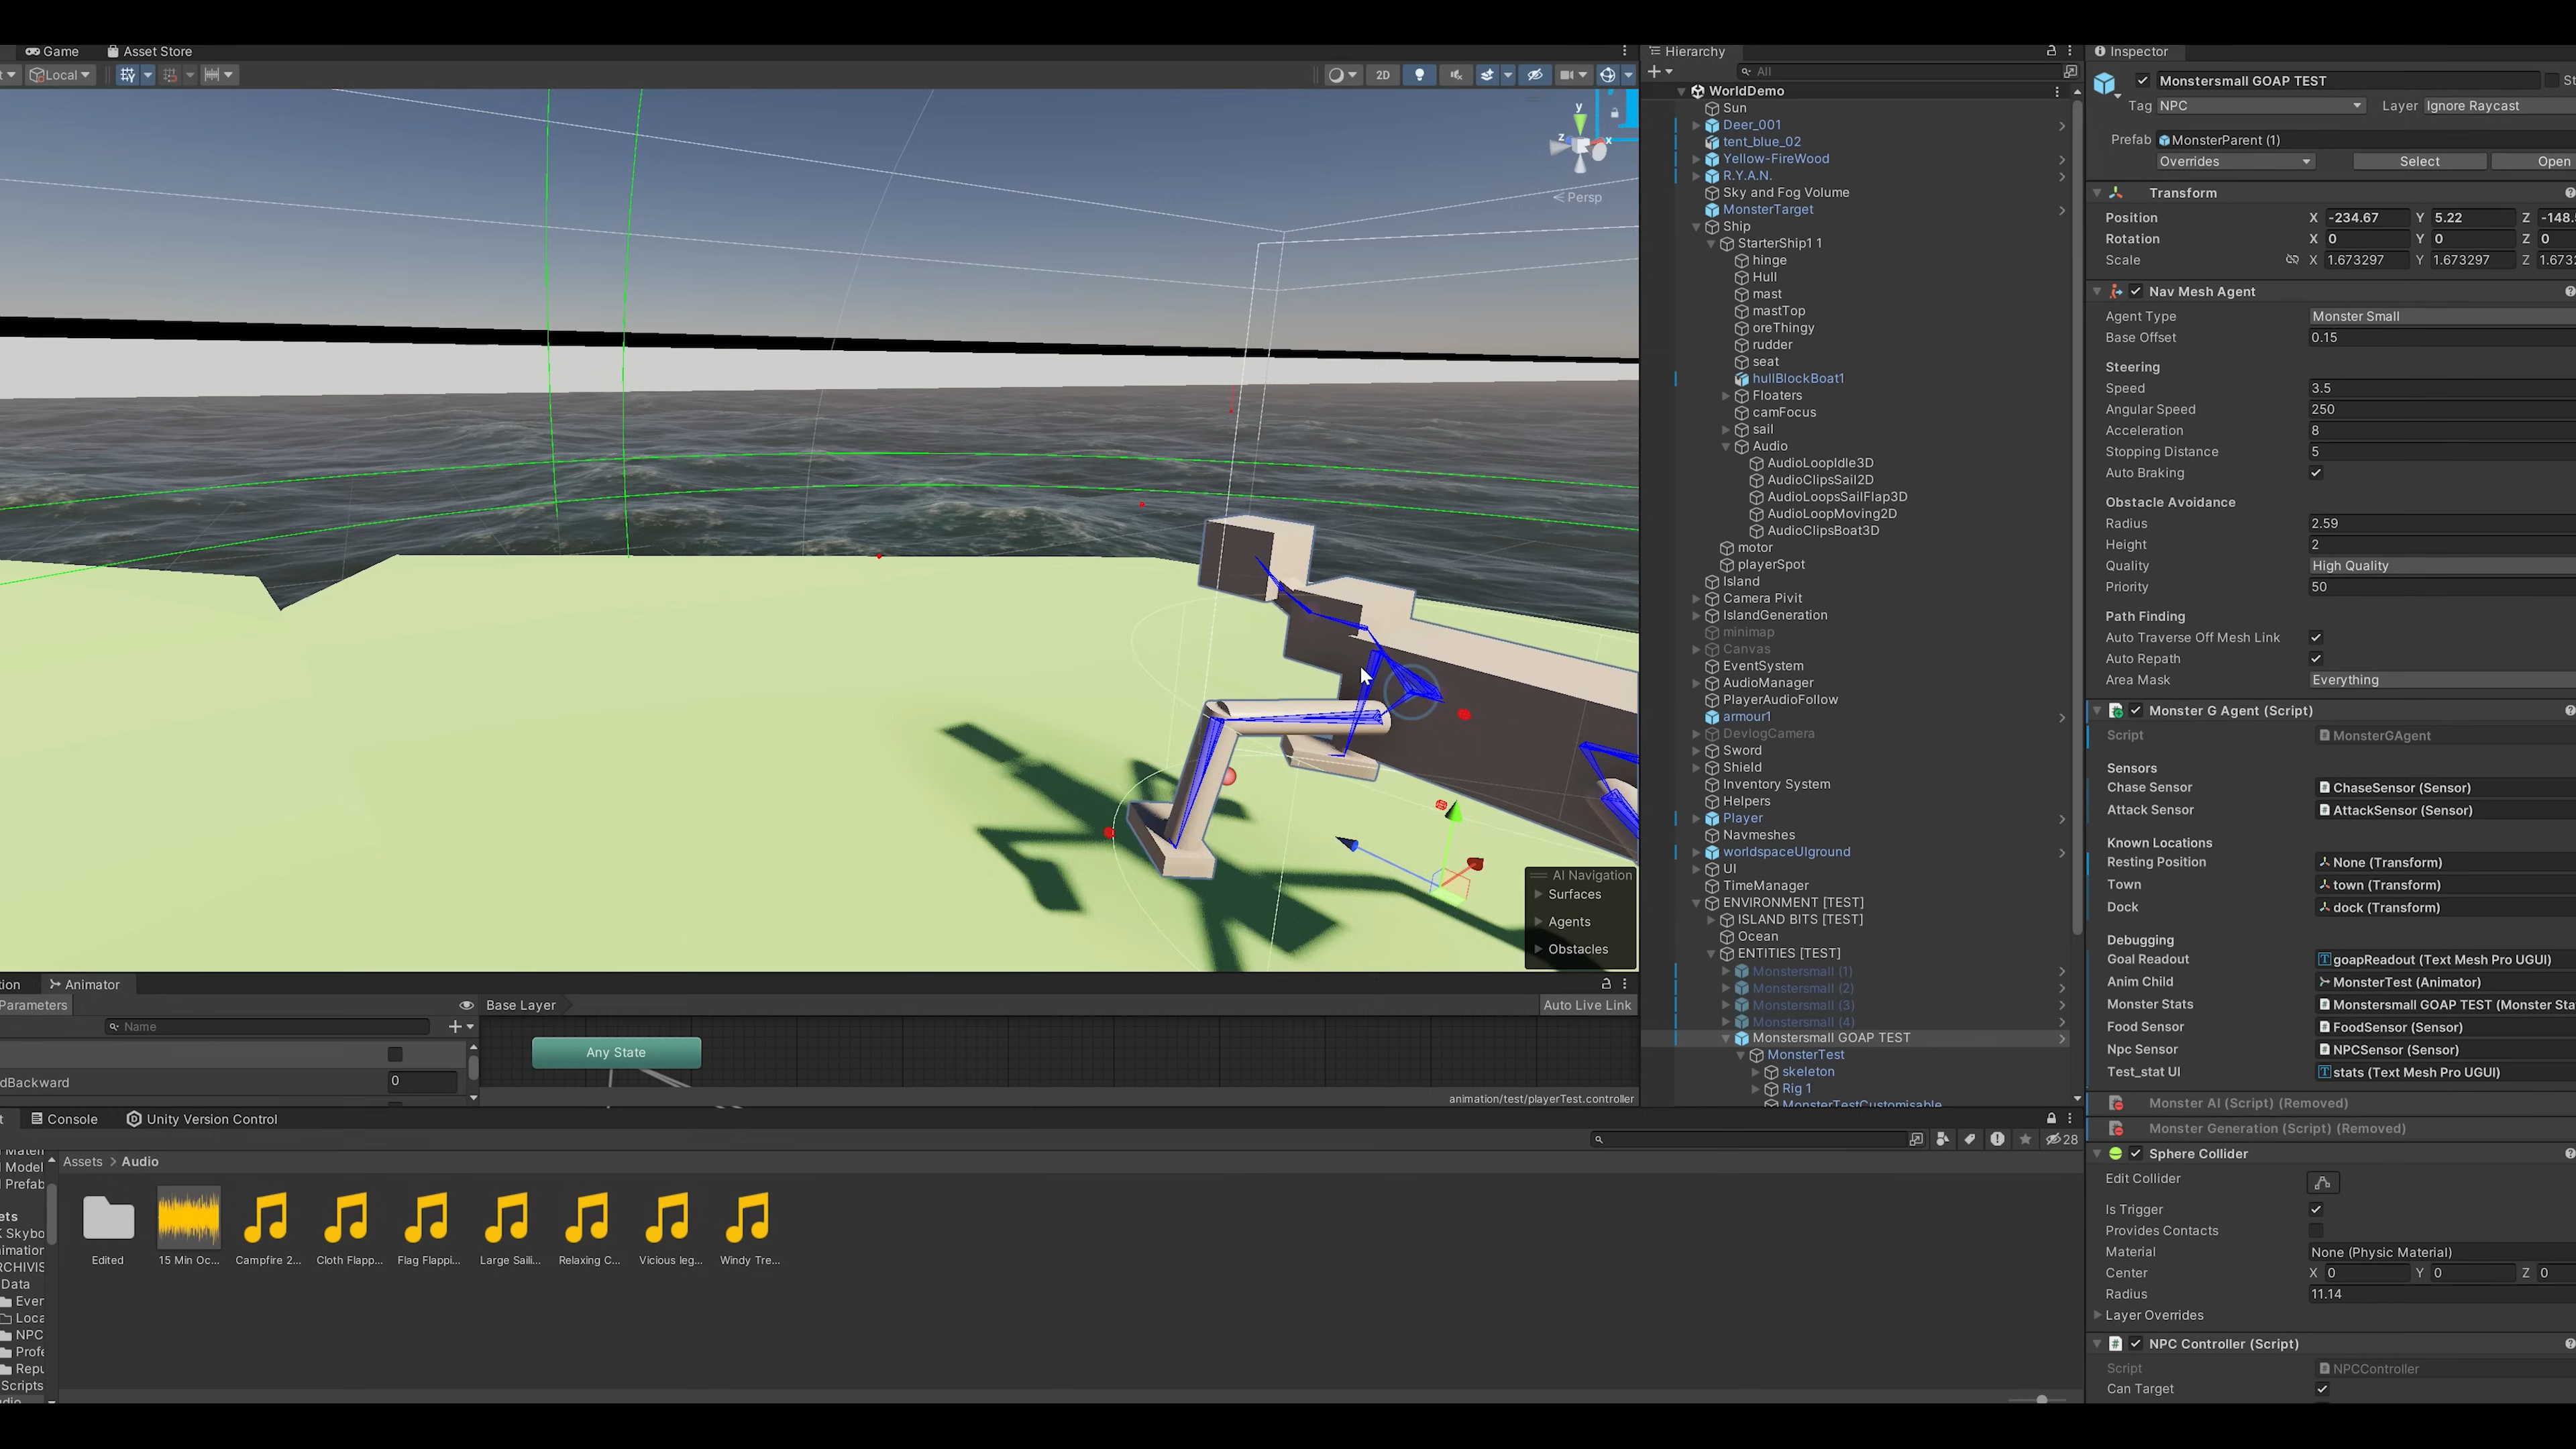 Game
Asset Store
Local
2D
y
z
x
Persp
AI Navigation
Surfaces
Agents
Obstacles
Animator
Parameters
Name
dBackward
0
Base Layer
Auto Live Link
Any State
animation/test/playerTest.controller
Console
Unity Version Control
28
Assets > Audio
Edited
15 Min Oc...
Campfire 2...
Cloth Flapp...
Flag Flappi...
Large Saili...
Relaxing C...
Vicious leg...
Windy Tre...
Model
Prefab
Data
NPC
Scripts
Hierarchy
All
WorldDemo
Sun
Deer_001
tent_blue_02
Yellow-FireWood
R.Y.A.N.
Sky and Fog Volume
MonsterTarget
Ship
StarterShip1 1
hinge
Hull
mast
mastTop
oreThingy
rudder
seat
hullBlockBoat1
Floaters
camFocus
sail
Audio
AudioLoopIdle3D
AudioClipsSail2D
AudioLoopsSailFlap3D
AudioLoopMoving2D
AudioClipsBoat3D
motor
playerSpot
Island
Camera Pivit
IslandGeneration
minimap
Canvas
EventSystem
AudioManager
PlayerAudioFollow
armour1
DevlogCamera
Sword
Shield
Inventory System
Helpers
Player
Navmeshes
worldspaceUIground
UI
TimeManager
ENVIRONMENT [TEST]
ISLAND BITS [TEST]
Ocean
ENTITIES [TEST]
Monstersmall (1)
Monstersmall (2)
Monstersmall (3)
Monstersmall (4)
Monstersmall GOAP TEST
MonsterTest
skeleton
Rig 1
MonsterTestCustomisable
Inspector
Monstersmall GOAP TEST
Tag NPC Layer Ignore Raycast
Prefab MonsterParent (1)
Overrides Select Open
Transform
Position X -234.67 Y 5.22 Z -148.
Rotation X 0 Y 0 Z 0
Scale X 1.673297 Y 1.673297 Z 1.673
Nav Mesh Agent
Agent Type Monster Small
Base Offset 0.15
Steering
Speed 3.5
Angular Speed 250
Acceleration 8
Stopping Distance 5
Auto Braking
Obstacle Avoidance
Radius 2.59
Height 2
Quality High Quality
Priority 50
Path Finding
Auto Traverse Off Mesh Link
Auto Repath
Area Mask Everything
Monster G Agent (Script)
Script MonsterGAgent
Sensors
Chase Sensor ChaseSensor (Sensor)
Attack Sensor AttackSensor (Sensor)
Known Locations
Resting Position None (Transform)
Town town (Transform)
Dock dock (Transform)
Debugging
Goal Readout goapReadout (Text Mesh Pro UGUI)
Anim Child MonsterTest (Animator)
Monster Stats Monstersmall GOAP TEST (Monster Sta
Food Sensor FoodSensor (Sensor)
Npc Sensor NPCSensor (Sensor)
Test_stat UI stats (Text Mesh Pro UGUI)
Monster AI (Script) (Removed)
Monster Generation (Script) (Removed)
Sphere Collider
Edit Collider
Is Trigger
Provides Contacts
Material None (Physic Material)
Center X 0 Y 0 Z 0
Radius 11.14
Layer Overrides
NPC Controller (Script)
Script NPCController
Can Target